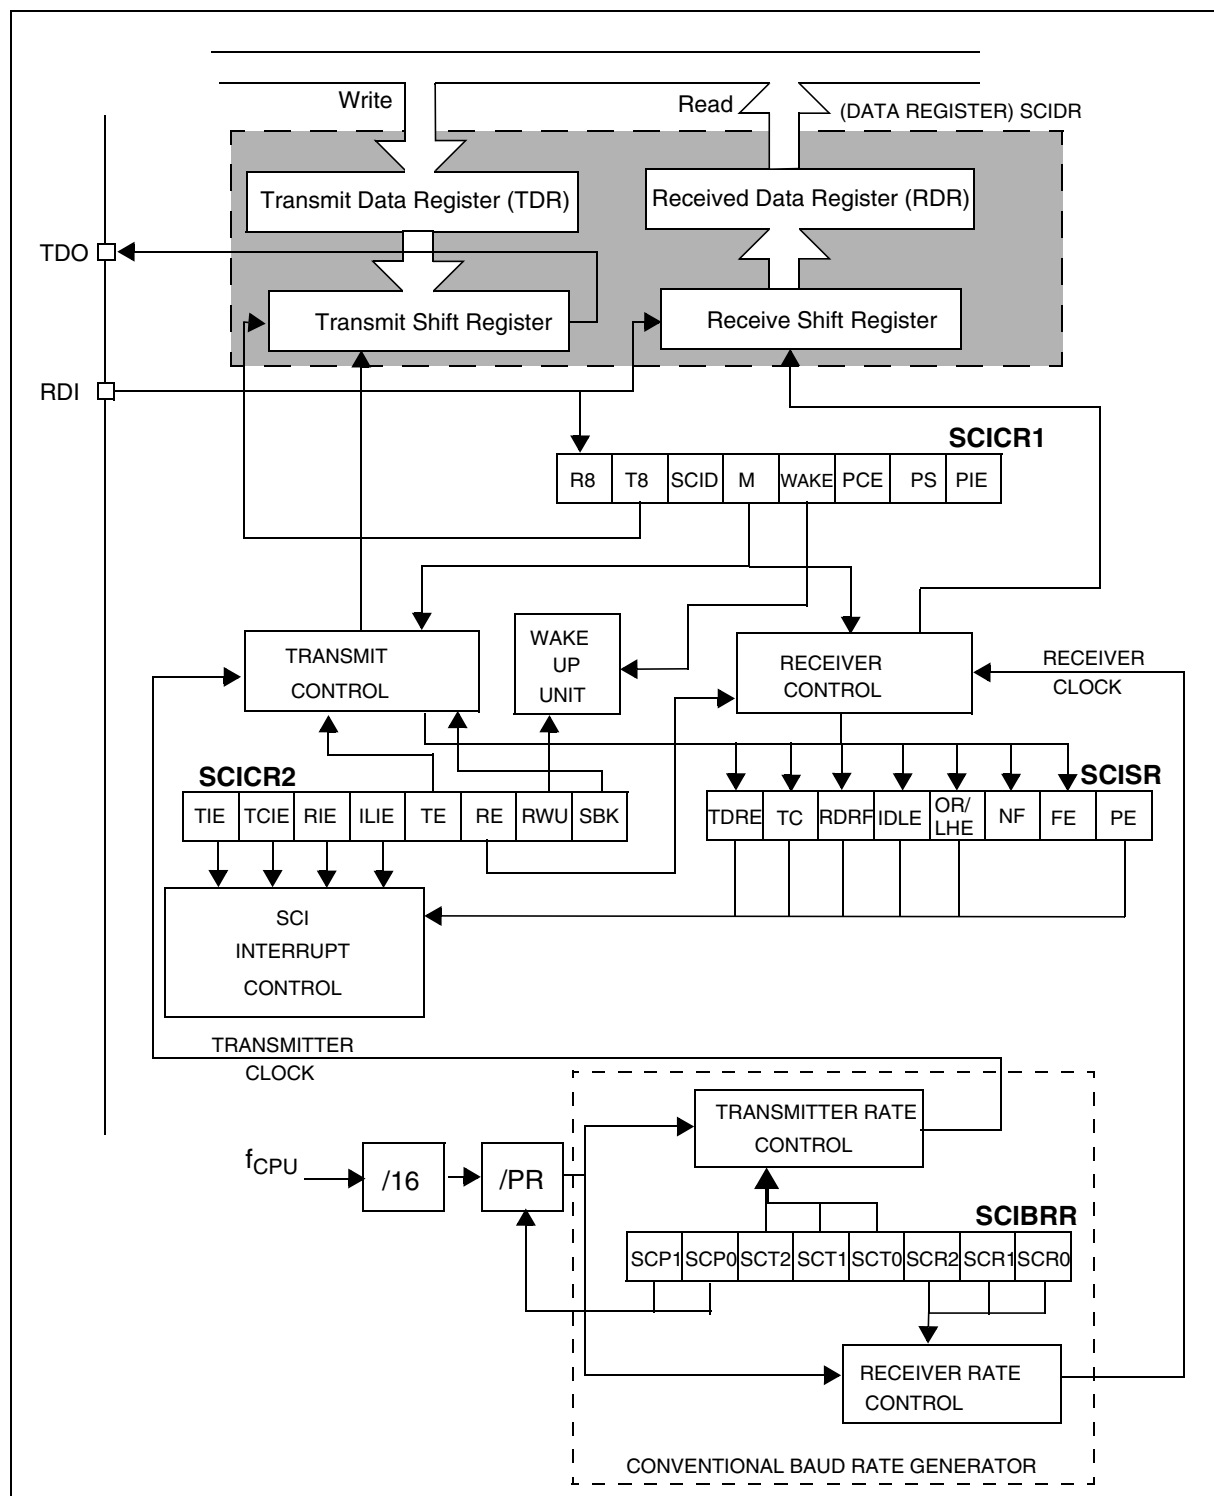 Write
Read
(DATA REGISTER) SCIDR
Transmit Data Register (TDR)
Received Data Register (RDR)
TDO
Transmit Shift Register
Receive Shift Register
RDI
SCICR1
R8 T8 SCID M WAKE PCE PS PIE
TRANSMIT
CONTROL
WAKE
UP
UNIT
RECEIVER
CONTROL
RECEIVER
CLOCK
SCICR2
TIE TCIE RIE ILIE TE RE RWU SBK
SCISR
TDRE TC RDRF IDLE OR/
LHE NF FE PE
SCI
INTERRUPT
CONTROL
TRANSMITTER
CLOCK
TRANSMITTER RATE
CONTROL
fCPU
/16
/PR
SCIBRR
SCP1 SCP0 SCT2 SCT1 SCT0 SCR2 SCR1 SCR0
RECEIVER RATE
CONTROL
CONVENTIONAL BAUD RATE GENERATOR